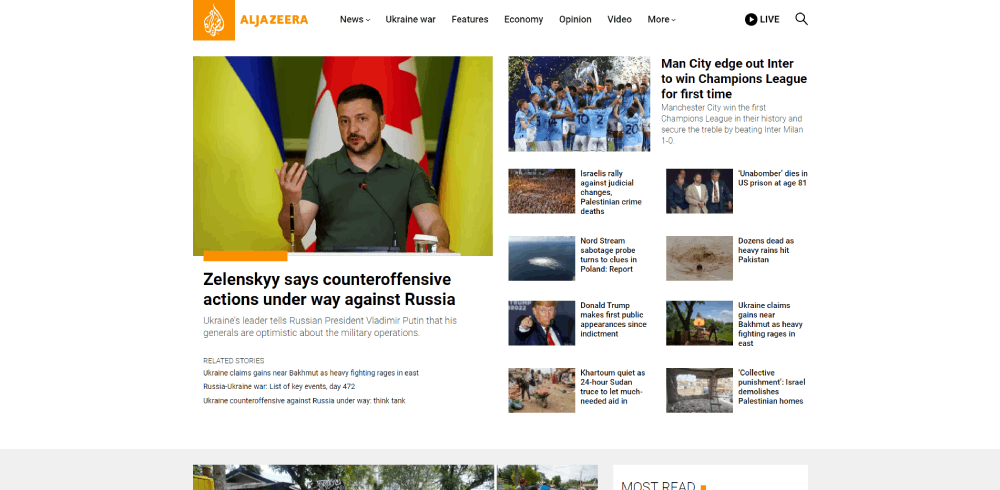 ALJAZEERA
News
Ukraine war
Features
Economy
Opinion
Video
More
LIVE
Zelenskyy says counteroffensive
actions under way against Russia
Ukraine's leader tells Russian President Vladimir Putin that his
generals are optimistic about the military operations.
RELATED STORIES
Ukraine claims gains near Bakhmut as heavy fighting rages in east
Russia-Ukraine war: List of key events, day 472
Ukraine counteroffensive against Russia under way: think tank
Man City edge out Inter
to win Champions League
for first time
Manchester City win the first
Champions League in their history and
secure the treble by beating Inter Milan
1-0.
Israelis rally
against judicial
changes,
Palestinian crime
deaths
'Unabomber' dies in
US prison at age 81
Nord Stream
sabotage probe
turns to clues in
Poland: Report
Dozens dead as
heavy rains hit
Pakistan
Donald Trump
makes first public
appearances since
indictment
Ukraine claims
gains near
Bakhmut as heavy
fighting rages in
east
Khartoum quiet as
24-hour Sudan
truce to let much-
needed aid in
'Collective
punishment': Israel
demolishes
Palestinian homes
MOST READ